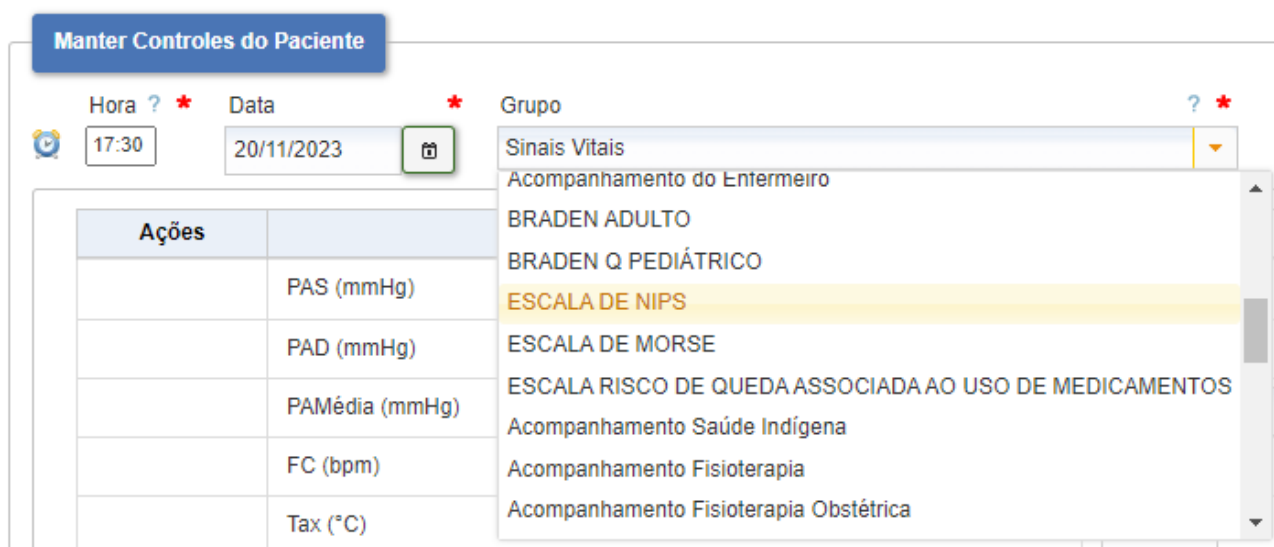 Manter Controles do Paciente
Hora ? * Data * Grupo ? *
17:30 20/11/2023 Sinais Vitais
Acompanhamento do Enfermeiro
BRADEN ADULTO
BRADEN Q PEDIÁTRICO
ESCALA DE NIPS
ESCALA DE MORSE
ESCALA RISCO DE QUEDA ASSOCIADA AO USO DE MEDICAMENTOS
Acompanhamento Saúde Indígena
Acompanhamento Fisioterapia
Acompanhamento Fisioterapia Obstétrica
Ações
PAS (mmHg)
PAD (mmHg)
PAMédia (mmHg)
FC (bpm)
Tax (°C)